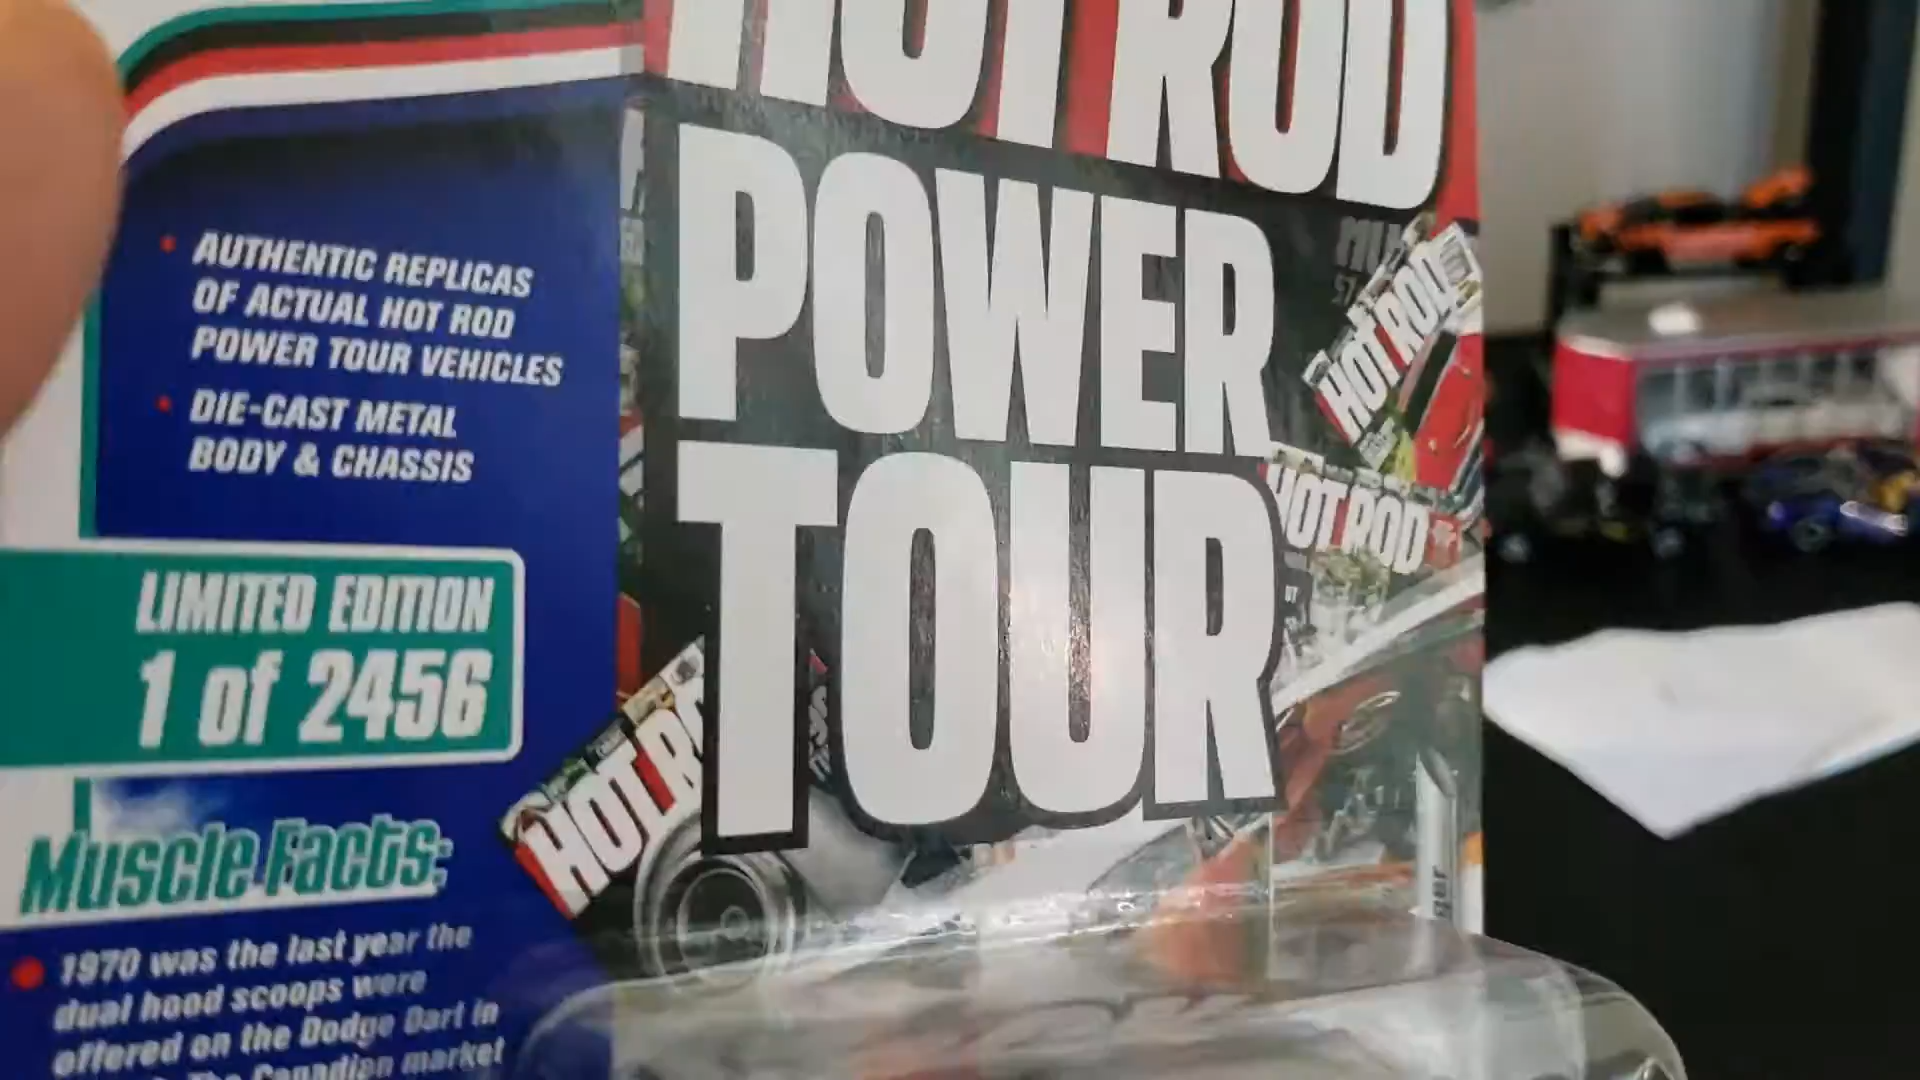 HOT ROD
POWER
TOUR
AUTHENTIC REPLICAS
OF ACTUAL HOT ROD
POWER TOUR VEHICLES
DIE-CAST METAL
BODY & CHASSIS
LIMITED EDITION
1 of 2456
Muscle Facts:
1970 was the last year the
dual hood scoops were
offered on the Dodge Dart in
The Canadian market
HOT ROD
HOT ROD
HOT RO